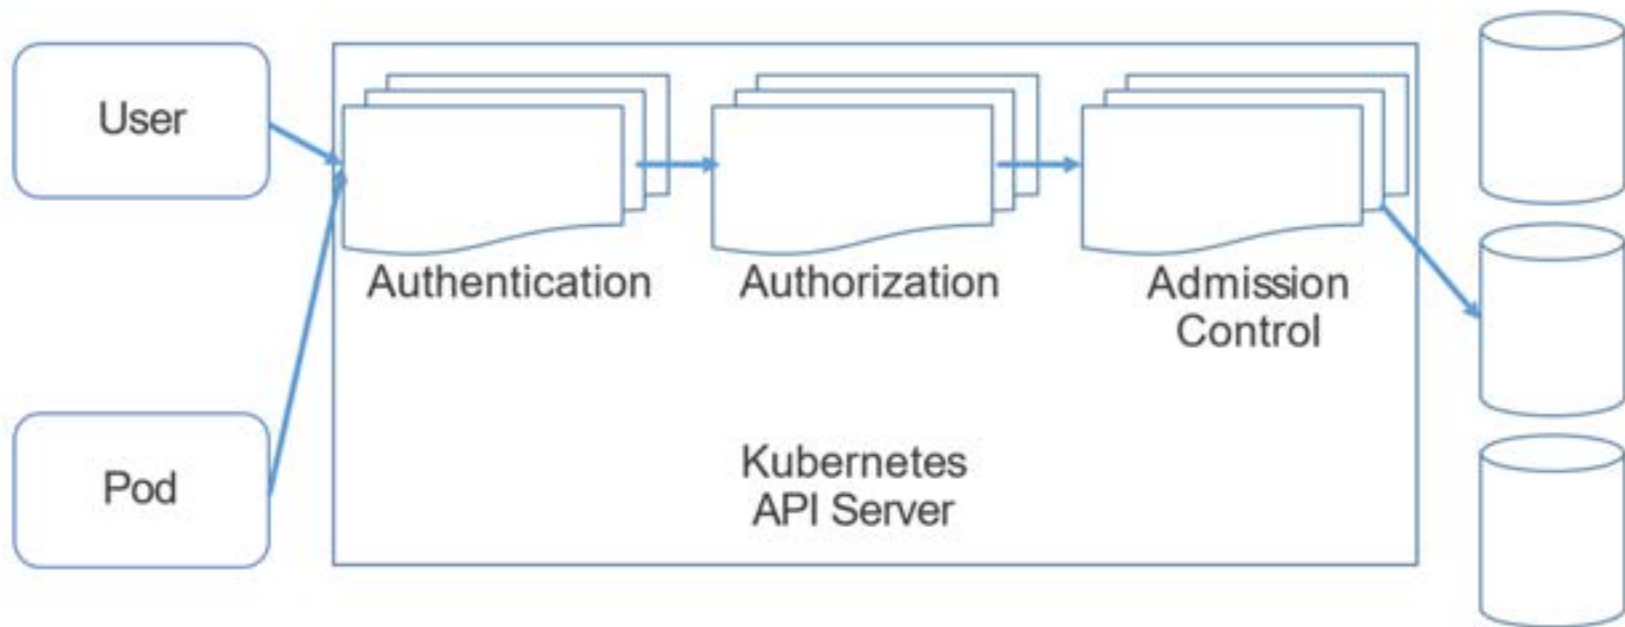 User
Pod
Authentication
Authorization
Admission
Control
Kubernetes
API Server